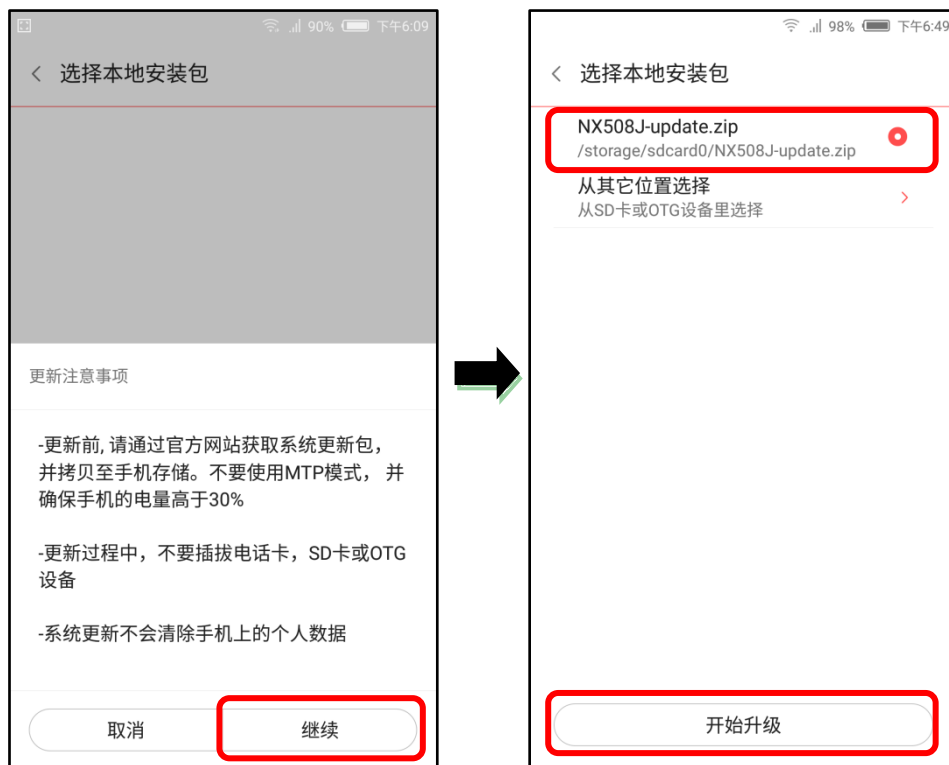 90% 下午6:09
选择本地安装包
更新注意事项
-更新前, 请通过官方网站获取系统更新包，
并拷贝至手机存储。不要使用MTP模式， 并
确保手机的电量高于30%
-更新过程中，不要插拔电话卡，SD卡或OTG
设备
-系统更新不会清除手机上的个人数据
取消
继续
98% 下午6:49
选择本地安装包
NX508J-update.zip
/storage/sdcard0/NX508J-update.zip
从其它位置选择
从SD卡或OTG设备里选择
开始升级